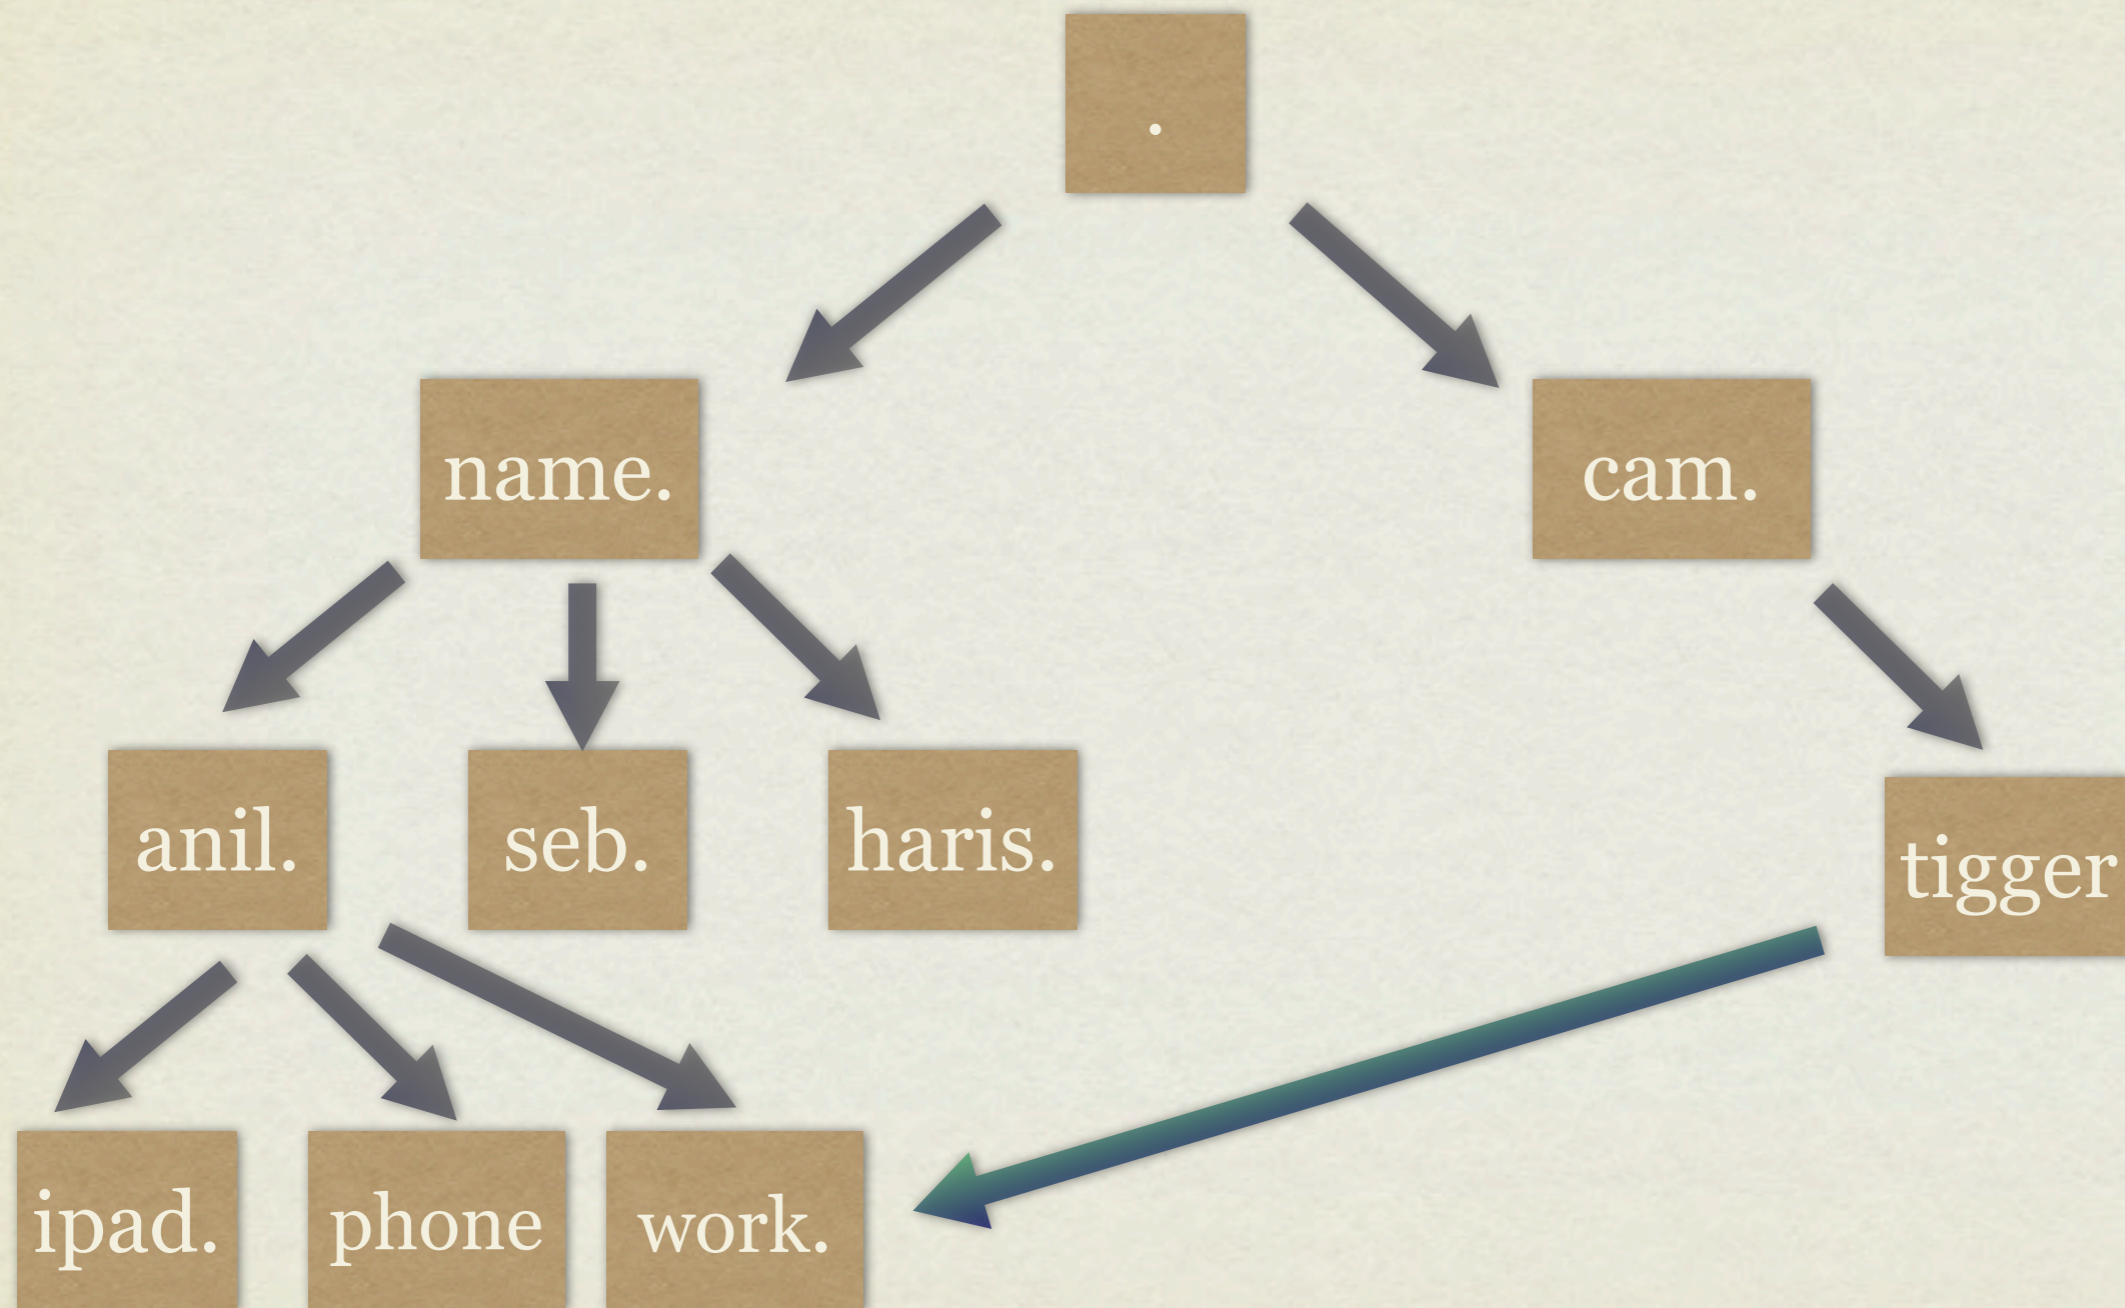 .
name.
cam.
anil.
seb.
haris.
tigger
ipad.
phone
work.